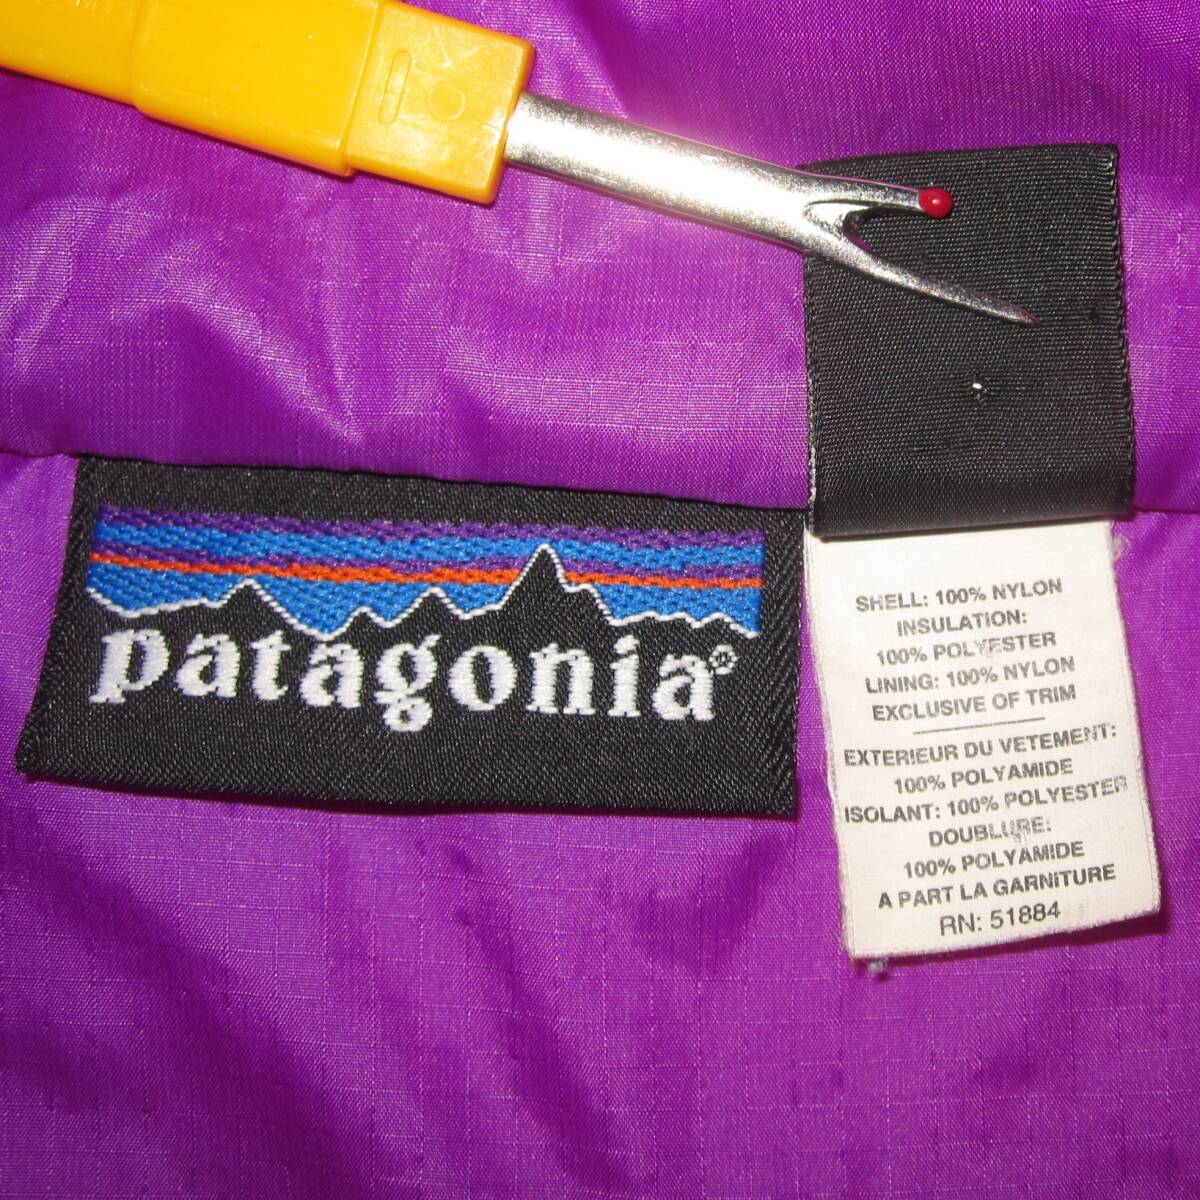 patagonia®
SHELL: 100% NYLON
INSULATION:
100% POLYESTER
LINING: 100% NYLON
EXCLUSIVE OF TRIM
EXTERIEUR DU VETEMENT:
100% POLYAMIDE
ISOLANT: 100% POLYESTER
DOUBLURE:
100% POLYAMIDE
A PART LA GARNITURE
RN: 51884